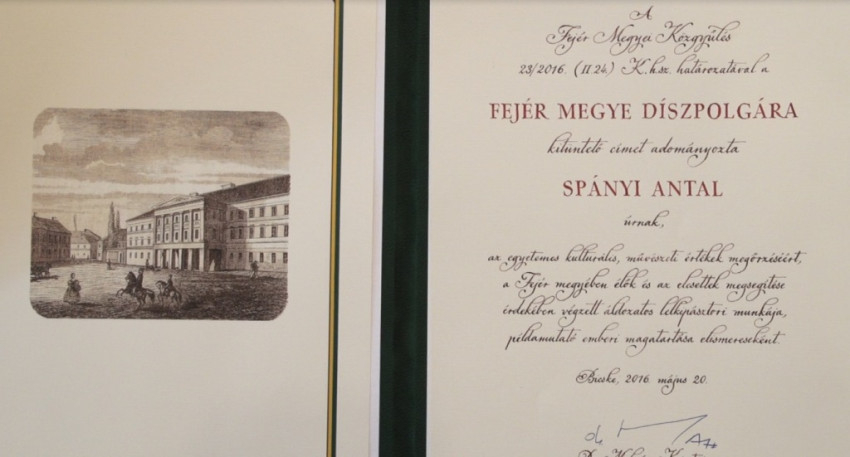 A
Fejér Megyei Közgyűlés
23/2016. (II.24.) K.h.sz. határozatával a
FEJÉR MEGYE DÍSZPOLGÁRA
kitüntető címet adományozta
SPÁNYI ANTAL
úrnak,
az egyetemes kulturális, művészeti értékek megőrzéséért,
a Fejér megyében élők és az elesettek megsegítése
érdekében végzett áldozatos lelkipásztori munkája,
példamutató emberi magatartása elismeréseként.
Bicske, 2016. május 20.
Dr.